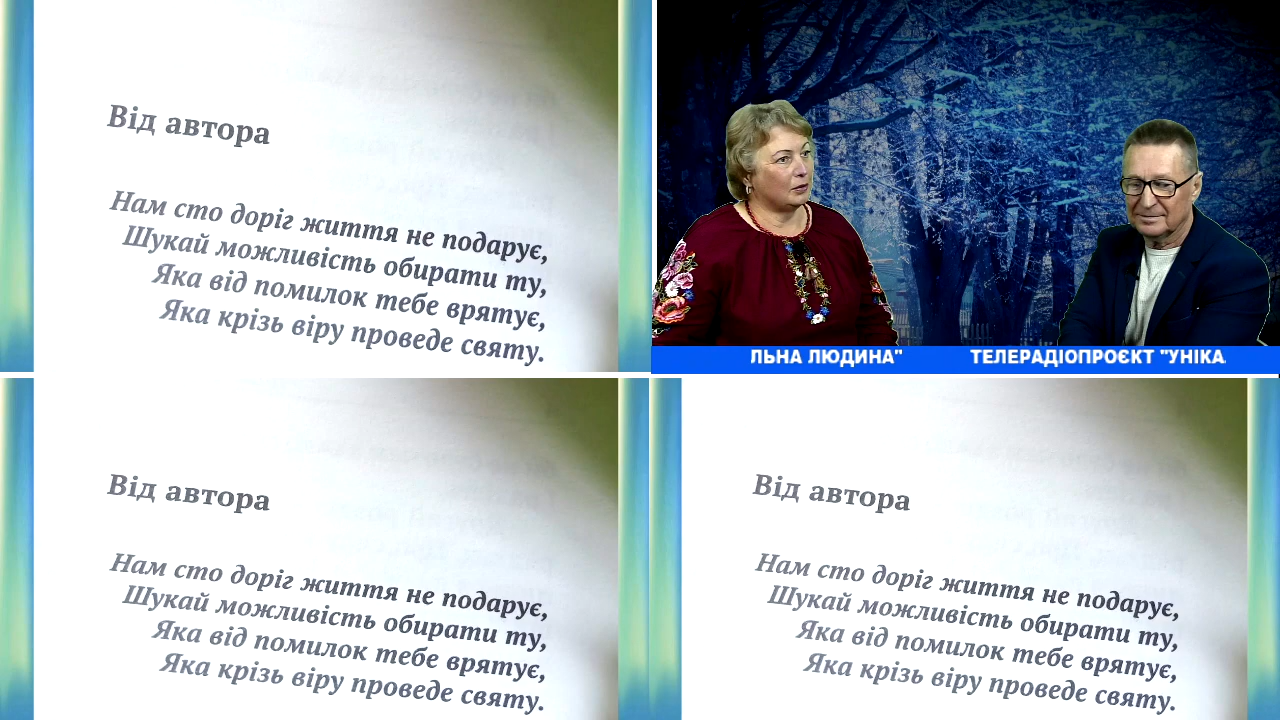 Від автора
Нам сто доріг життя не подарує,
Шукай можливість обирати ту,
Яка від помилок тебе врятує,
Яка крізь віру проведе святу.
ЛЬНА ЛЮДИНА" ТЕЛЕРАДІОПРОЄКТ "УНІКА
Від автора
Нам сто доріг життя не подарує,
Шукай можливість обирати ту,
Яка від помилок тебе врятує,
Яка крізь віру проведе святу.
Від автора
Нам сто доріг життя не подарує,
Шукай можливість обирати ту,
Яка від помилок тебе врятує,
Яка крізь віру проведе святу.